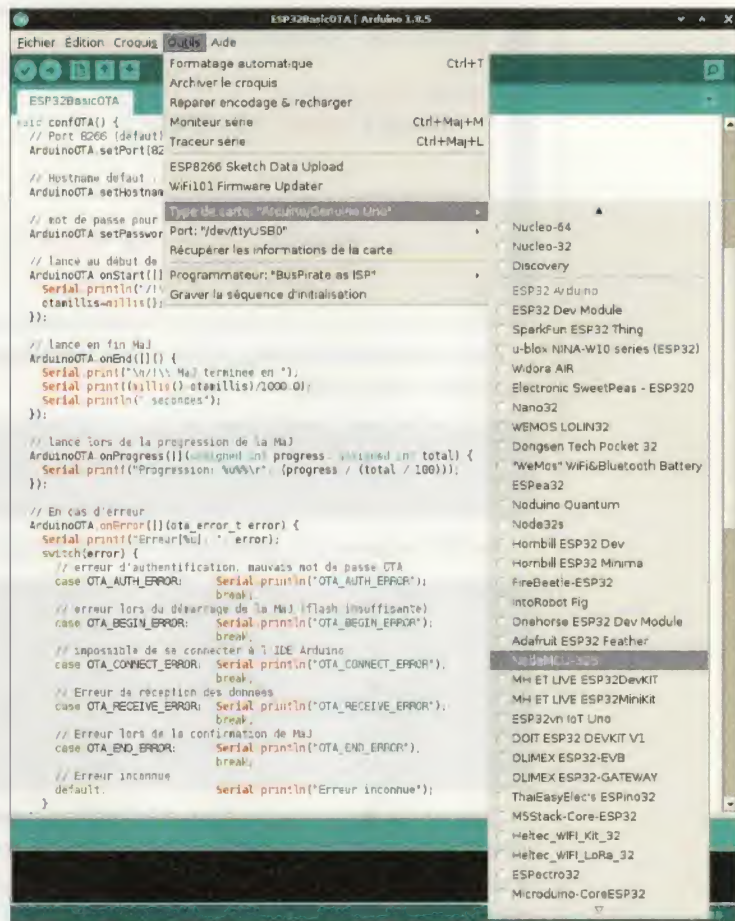 ESP32BasicOTA | Arduino 1.8.5
Fichier Édition Croquis Outils Aide
Formatage automatique Ctrl+T
Archiver le croquis
Réparer encodage & recharger
Moniteur série Ctrl+Maj+M
Traceur série Ctrl+Maj+L
ESP8266 Sketch Data Upload
WiFi101 Firmware Updater
Type de carte: "Arduino/Genuino Uno"
Port: "/dev/ttyUSB0"
Récupérer les informations de la carte
Programmateur: "BusPirate as ISP"
Graver la séquence d'initialisation
Nucleo-64
Nucleo-32
Discovery
ESP32 Arduino
ESP32 Dev Module
SparkFun ESP32 Thing
u-blox NINA-W10 series (ESP32)
Widora AIR
Electronic SweetPeas - ESP320
Nano32
WEMOS LOLIN32
Dongsen Tech Pocket 32
"WeMos" WiFi&Bluetooth Battery
ESPea32
Noduino Quantum
Node32s
Hornbill ESP32 Dev
Hornbill ESP32 Minima
FireBeetle-ESP32
IntoRobot Fig
Onehorse ESP32 Dev Module
Adafruit ESP32 Feather
NodeMCU-32S
MH ET LIVE ESP32DevKIT
MH ET LIVE ESP32MiniKit
ESP32vn IoT Uno
DOIT ESP32 DEVKIT V1
OLIMEX ESP32-EVB
OLIMEX ESP32-GATEWAY
ThaiEasyElec's ESPino32
M5Stack-Core-ESP32
Heltec_WIFI_Kit_32
Heltec_WIFI_LoRa_32
ESPectro32
Microduino-CoreESP32
ESP32BasicOTA
void confOTA() {
// Port 8266 (défaut)
ArduinoOTA.setPort(82
// Hostname défaut :
ArduinoOTA.setHostnam
// mot de passe pour
ArduinoOTA.setPasswor
// lancé au début de
ArduinoOTA.onStart([]
Serial.println("/!\
otamillis=millis();
});
// lancé en fin MaJ
ArduinoOTA.onEnd([]() {
Serial.print("\n/!\\ MaJ terminee en ");
Serial.print((millis()-otamillis)/1000.0);
Serial.println(" secondes");
});
// lancé lors de la progression de la MaJ
ArduinoOTA.onProgress([](unsigned int progress, unsigned int total) {
Serial.printf("Progression: %u%%\r", (progress / (total / 100)));
});
// En cas d'erreur
ArduinoOTA.onError([](ota_error_t error) {
Serial.printf("Erreur[%u]: ", error);
switch(error) {
// erreur d'authentification, mauvais mot de passe OTA
case OTA_AUTH_ERROR: Serial.println("OTA_AUTH_ERROR");
break;
// erreur lors du démarrage de la MaJ (flash insuffisante)
case OTA_BEGIN_ERROR: Serial.println("OTA_BEGIN_ERROR");
break;
// impossible de se connecter à l'IDE Arduino
case OTA_CONNECT_ERROR: Serial.println("OTA_CONNECT_ERROR");
break;
// Erreur de réception des données
case OTA_RECEIVE_ERROR: Serial.println("OTA_RECEIVE_ERROR");
break;
// Erreur lors de la confirmation de MaJ
case OTA_END_ERROR: Serial.println("OTA_END_ERROR");
break;
// Erreur inconnue
default: Serial.println("Erreur inconnue");
}